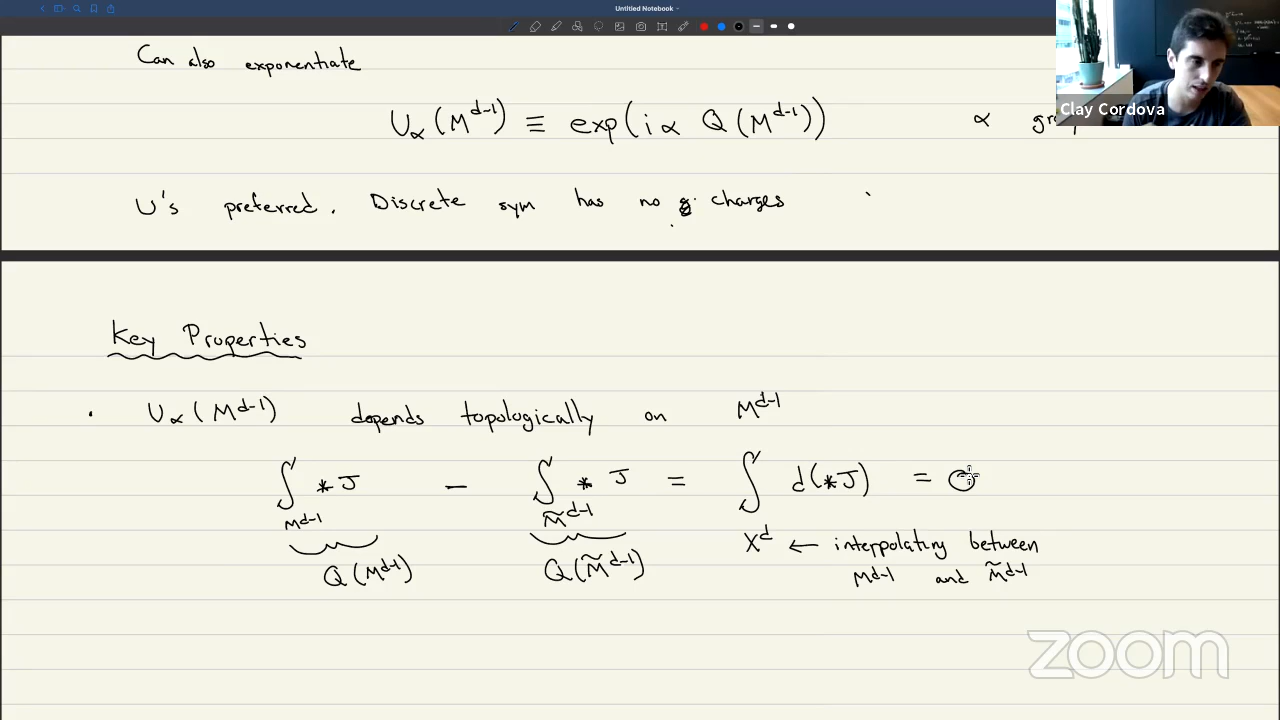 Untitled Notebook
Can also exponentiate
Clay Cordova
U_α(M^{d-1}) ≡ exp(iα Q(M^{d-1})) α
U's preferred. Discrete sym has no charges
Key Properties
• U_α(M^{d-1}) depends topologically on M^{d-1}
∫_{M^{d-1}} *J - ∫_{M̃^{d-1}} *J = ∫_{X^d} d(*J) = 0
Q(M^{d-1}) Q(M̃^{d-1}) X^d ← interpolating between
M^{d-1} and M̃^{d-1}
zoom